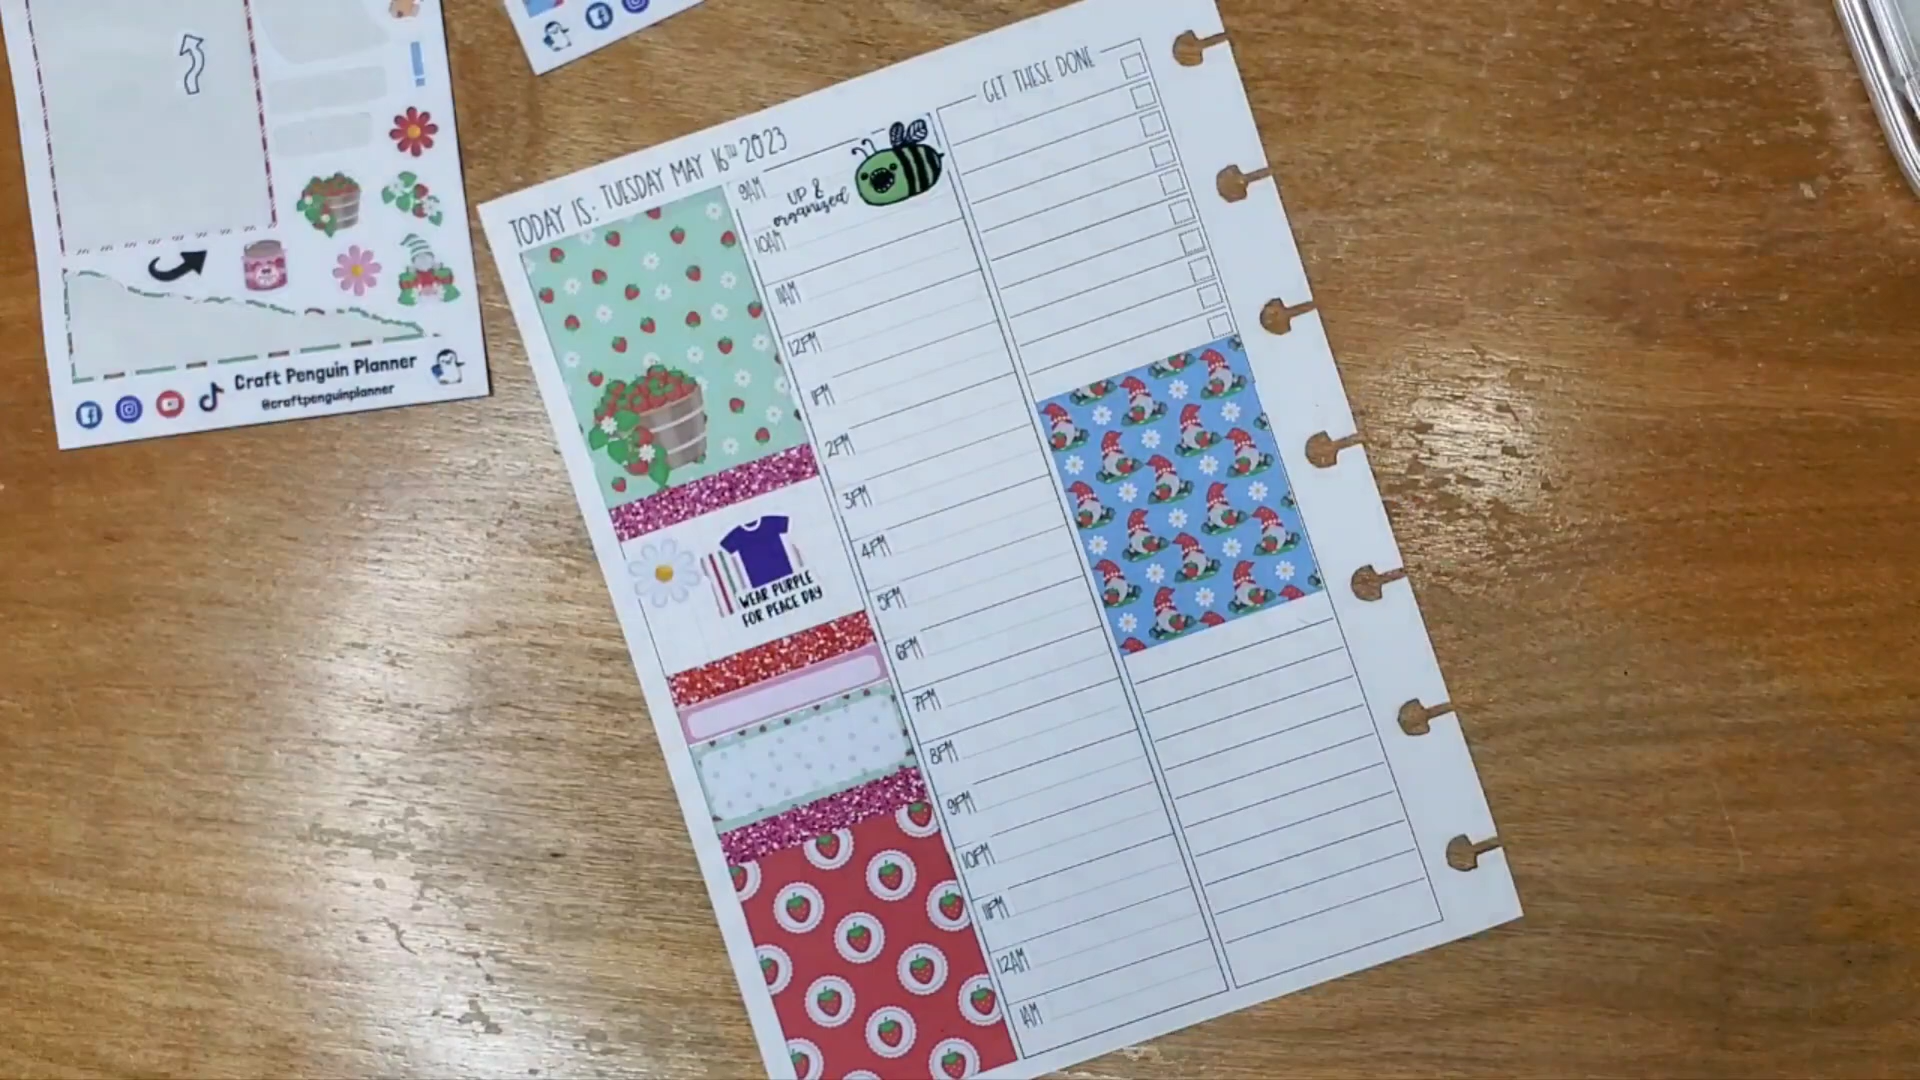 Craft Penguin Planner
@craftpenguinplanner
TODAY IS: TUESDAY MAY 16TH 2023
9AM
UP &
organized
10AM
11AM
12PM
1PM
2PM
3PM
4PM
5PM
6PM
7PM
8PM
9PM
10PM
11PM
12AM
1AM
WEAR PURPLE
FOR PEACE DAY
GET THESE DONE